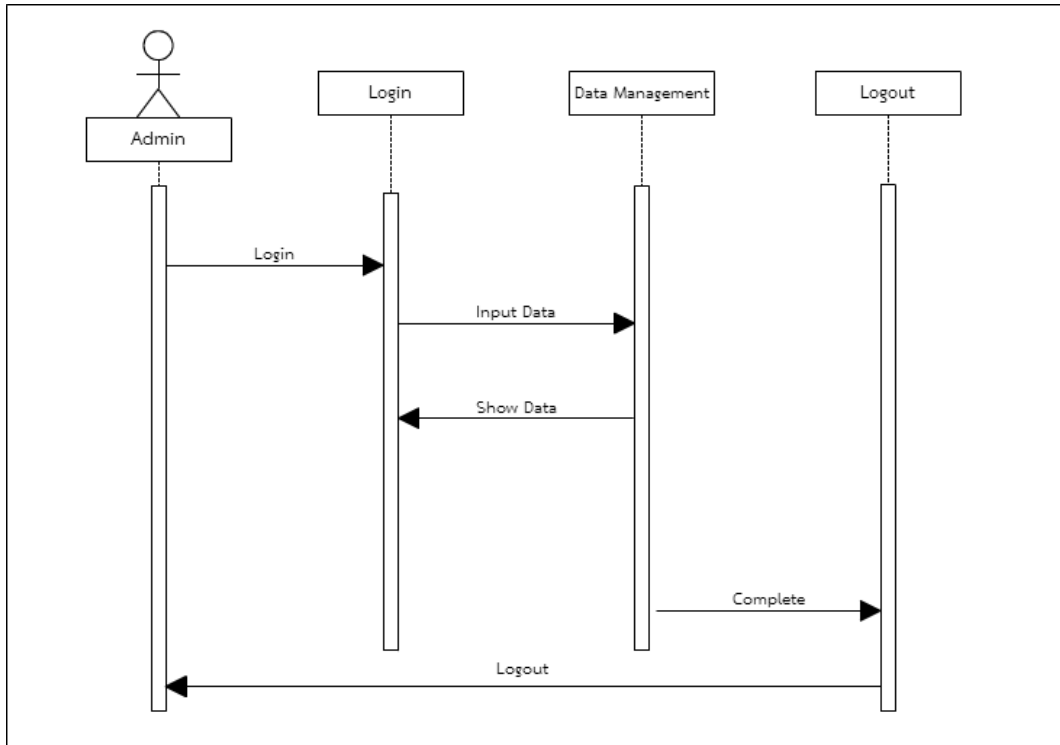 Login
Data Management
Logout
Admin
Login
Input Data
Show Data
Complete
Logout